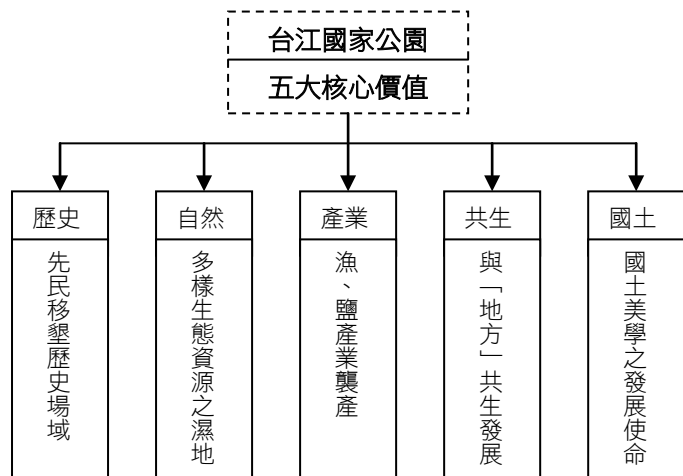 台江國家公園
五大核心價值
歷史
先民移墾歷史場域
自然
多樣生態資源之濕地
產業
漁、鹽產業襲產
共生
與「地方」共生發展
國土
國土美學之發展使命